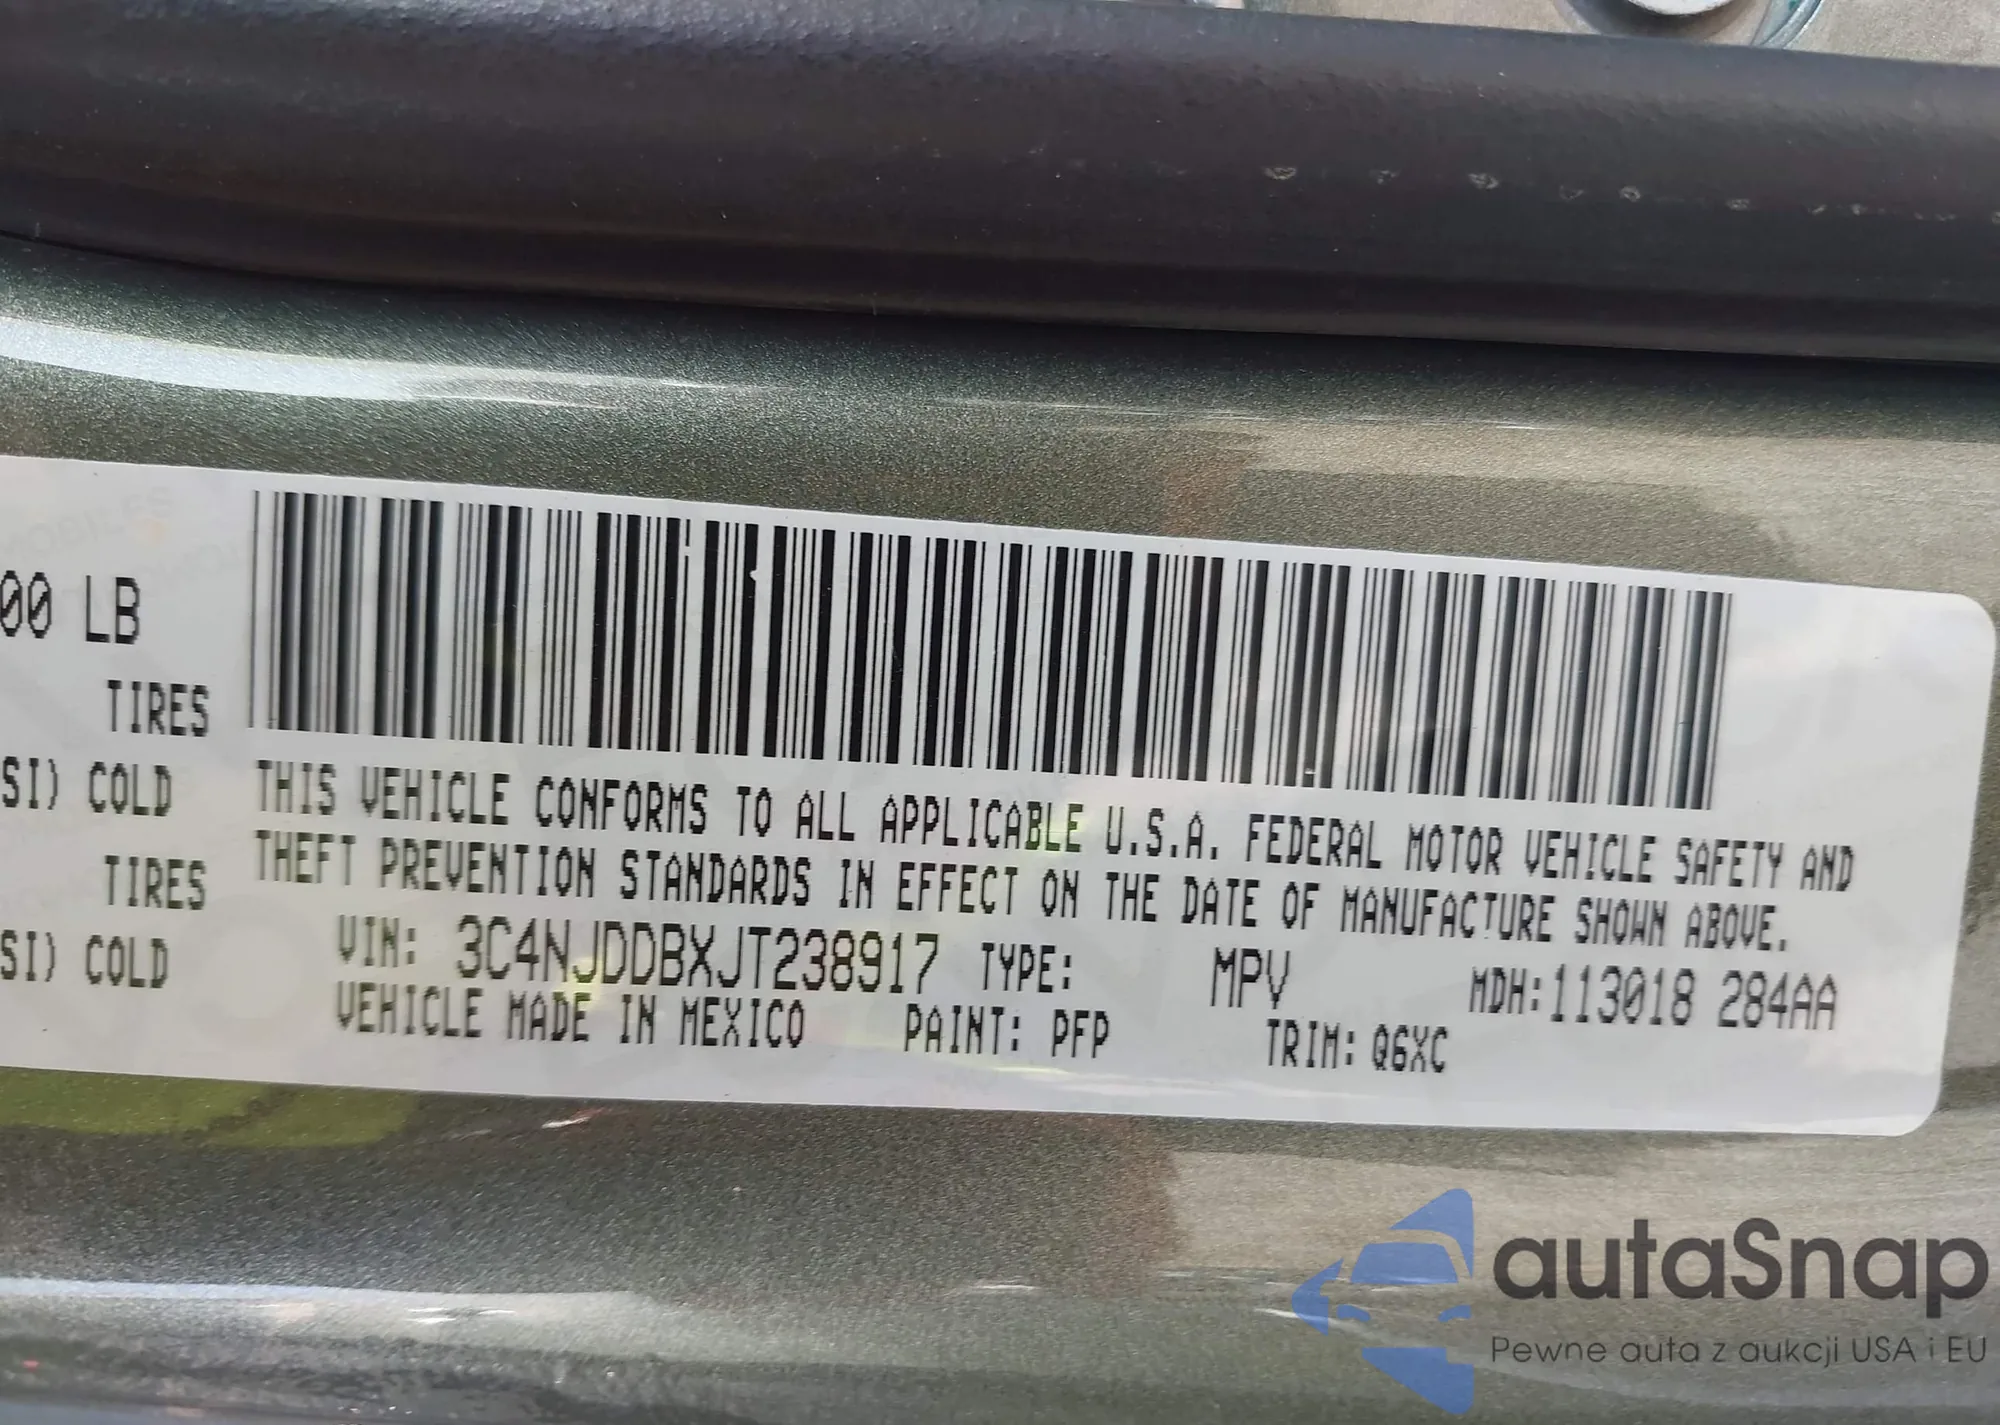 00 LB
TIRES
SI) COLD
TIRES
SI) COLD
THIS VEHICLE CONFORMS TO ALL APPLICABLE U.S.A. FEDERAL MOTOR VEHICLE SAFETY AND
THEFT PREVENTION STANDARDS IN EFFECT ON THE DATE OF MANUFACTURE SHOWN ABOVE.
VIN: 3C4NJDDBXJT238917 TYPE: MPV MDH:113018 284AA
VEHICLE MADE IN MEXICO PAINT: PFP TRIM: Q6XC
autaSnap
Pewne auta z aukcji USA i EU